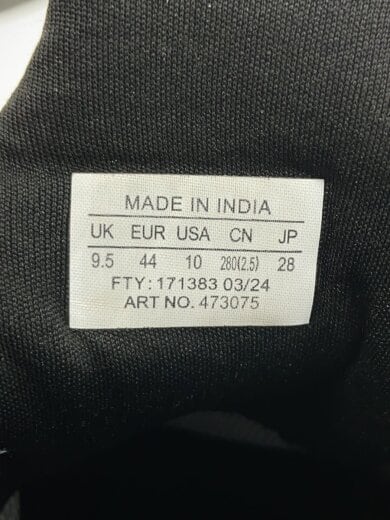 MADE IN INDIA
UK EUR USA CN JP
9.5 44 10 280(2.5) 28
FTY: 171383 03/24
ART NO. 473075